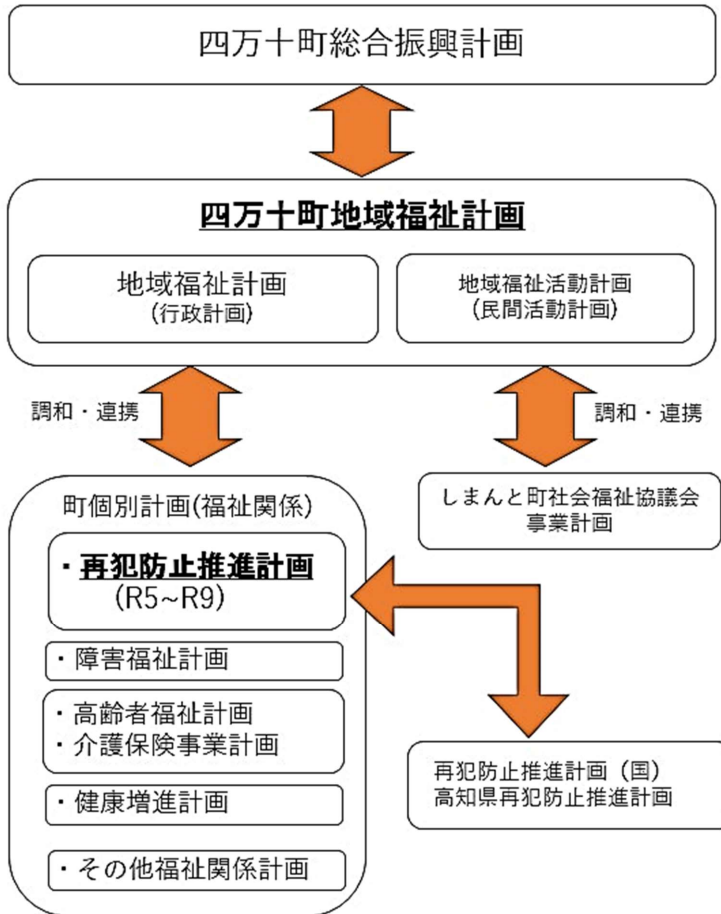 四万十町総合振興計画
四万十町地域福祉計画
地域福祉計画
(行政計画)
地域福祉活動計画
(民間活動計画)
調和・連携
調和・連携
町個別計画(福祉関係)
・再犯防止推進計画
(R5~R9)
・障害福祉計画
・高齢者福祉計画
・介護保険事業計画
・健康増進計画
・その他福祉関係計画
しまんと町社会福祉協議会
事業計画
再犯防止推進計画（国）
高知県再犯防止推進計画